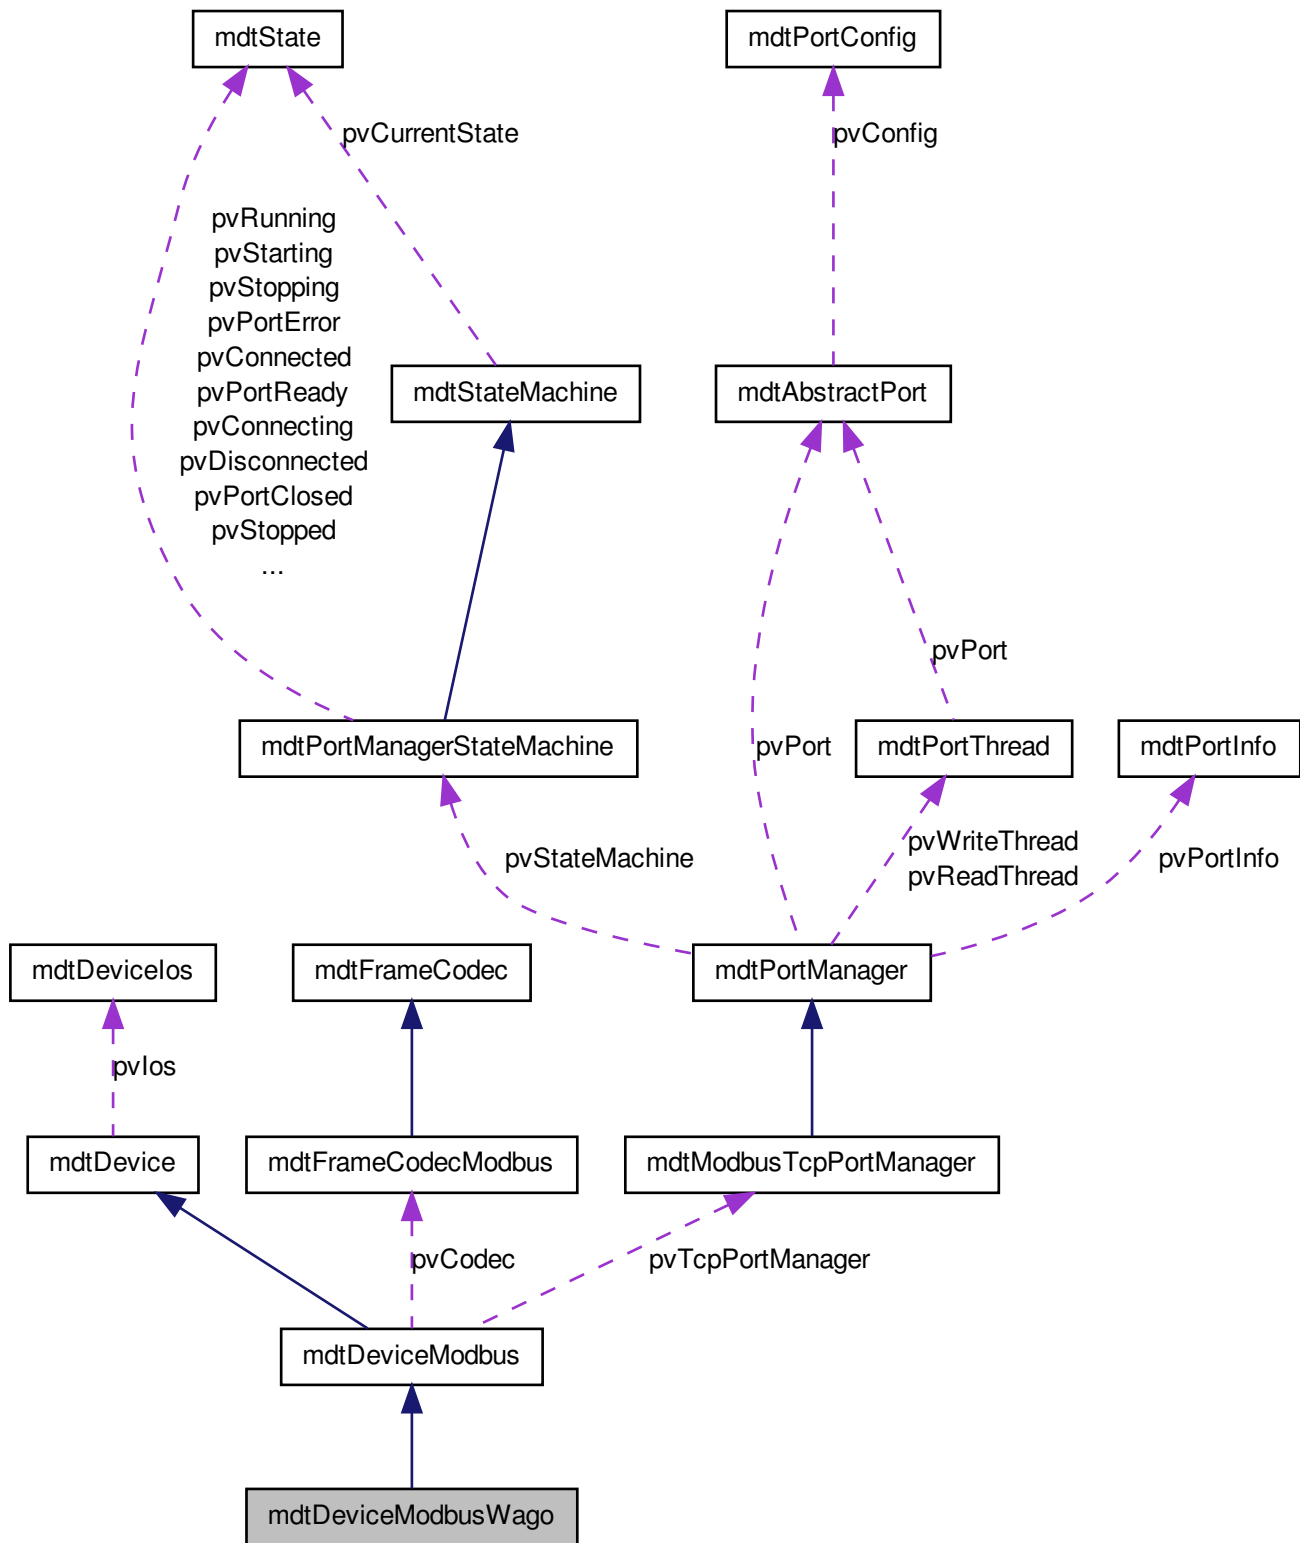 mdtState
mdtPortConfig
pvCurrentState
pvConfig
pvRunning
pvStarting
pvStopping
pvPortError
pvConnected
pvPortReady
pvConnecting
pvDisconnected
pvPortClosed
pvStopped
...
mdtStateMachine
mdtAbstractPort
pvPort
mdtPortManagerStateMachine
pvPort
mdtPortThread
mdtPortInfo
pvStateMachine
pvWriteThread
pvReadThread
pvPortInfo
mdtDeviceIos
mdtFrameCodec
mdtPortManager
pvIos
mdtDevice
mdtFrameCodecModbus
mdtModbusTcpPortManager
pvCodec
pvTcpPortManager
mdtDeviceModbus
mdtDeviceModbusWago